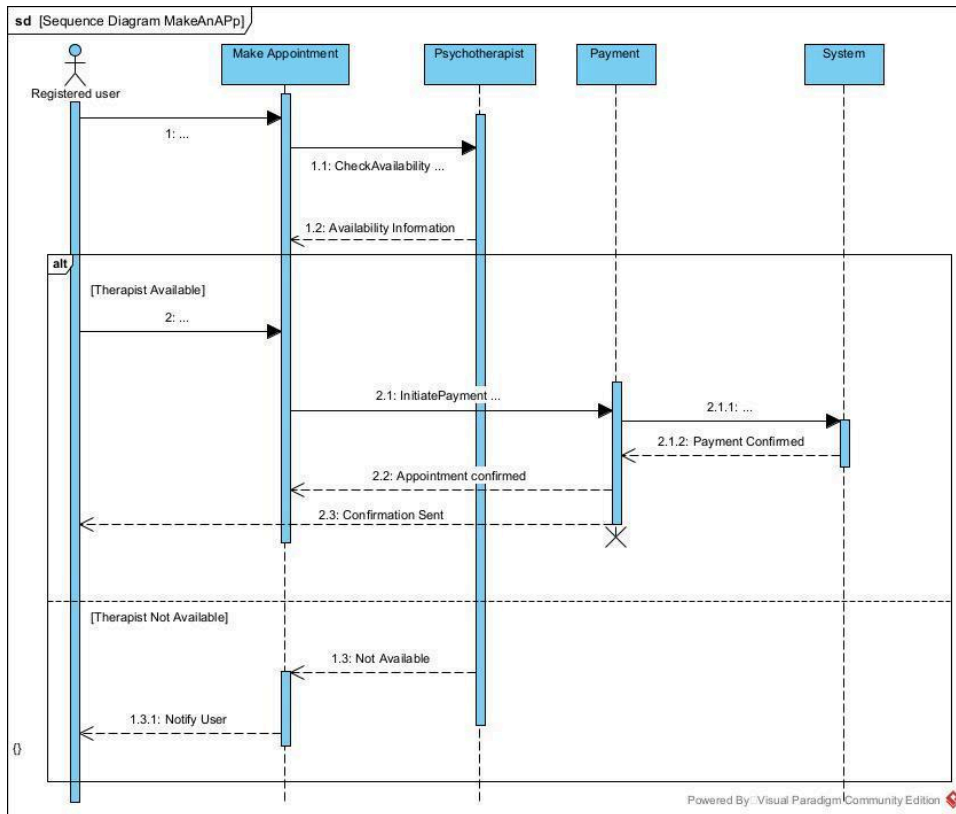 sd [Sequence Diagram MakeAnAPp]
Registered user
Make Appointment
Psychotherapist
Payment
System
1: ...
1.1: CheckAvailability ...
1.2: Availability Information
alt
[Therapist Available]
2: ...
2.1: InitiatePayment ...
2.1.1: ...
2.1.2: Payment Confirmed
2.2: Appointment confirmed
2.3: Confirmation Sent
[Therapist Not Available]
1.3: Not Available
1.3.1: Notify User
{}
Powered By Visual Paradigm Community Edition